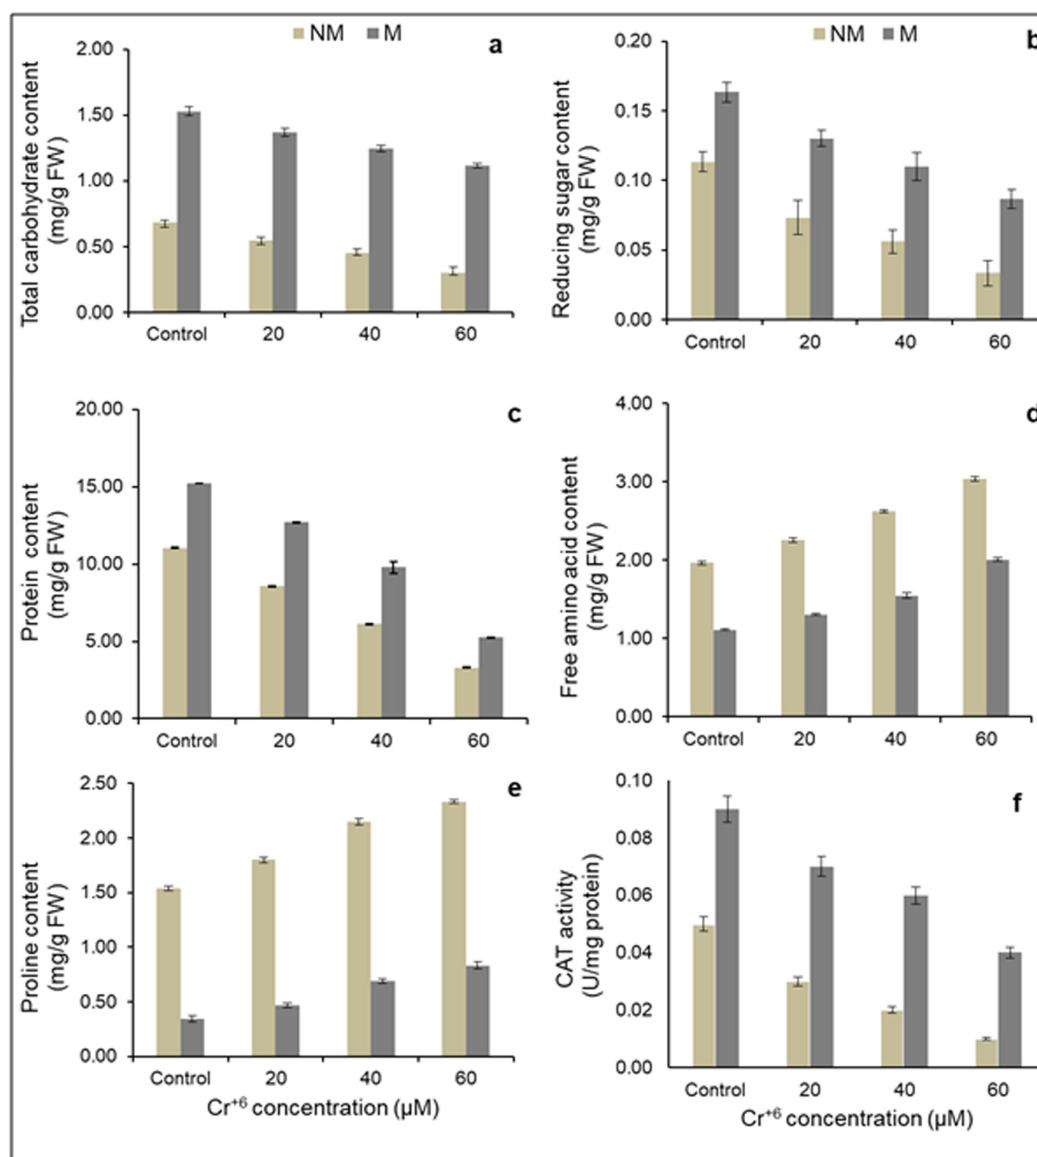 NM M
a
Total carbohydrate content
(mg/g FW)
2.00
1.50
1.00
0.50
0.00
Control 20 40 60
NM M
b
Reducing sugar content
(mg/g FW)
0.20
0.15
0.10
0.05
0.00
Control 20 40 60
c
Protein content
(mg/g FW)
20.00
15.00
10.00
5.00
0.00
Control 20 40 60
d
Free amino acid content
(mg/g FW)
4.00
3.00
2.00
1.00
0.00
Control 20 40 60
e
Proline content
(mg/g FW)
2.50
2.00
1.50
1.00
0.50
0.00
Control 20 40 60
Cr⁺⁶ concentration (µM)
f
CAT activity
(U/mg protein)
0.10
0.08
0.06
0.04
0.02
0.00
Control 20 40 60
Cr⁺⁶ concentration (µM)